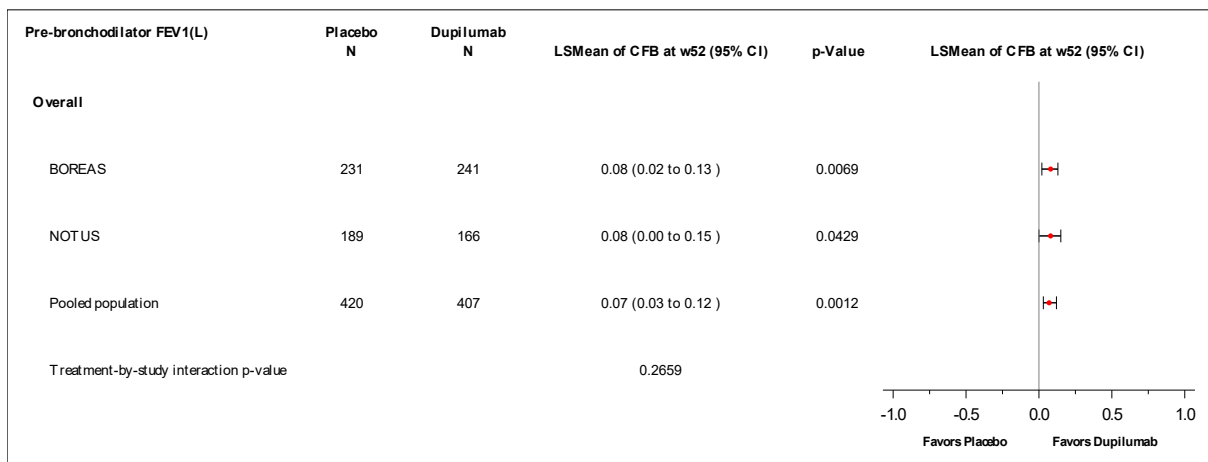 Pre-bronchodilator FEV1(L) Placebo N Dupilumab N LSMean of CFB at w52 (95% CI) p-Value LSMean of CFB at w52 (95% CI)
Overall
BOREAS 231 241 0.08 (0.02 to 0.13 ) 0.0069
NOTUS 189 166 0.08 (0.00 to 0.15 ) 0.0429
Pooled population 420 407 0.07 (0.03 to 0.12 ) 0.0012
Treatment-by-study interaction p-value 0.2659
-1.0 -0.5 0.0 0.5 1.0
Favors Placebo Favors Dupilumab